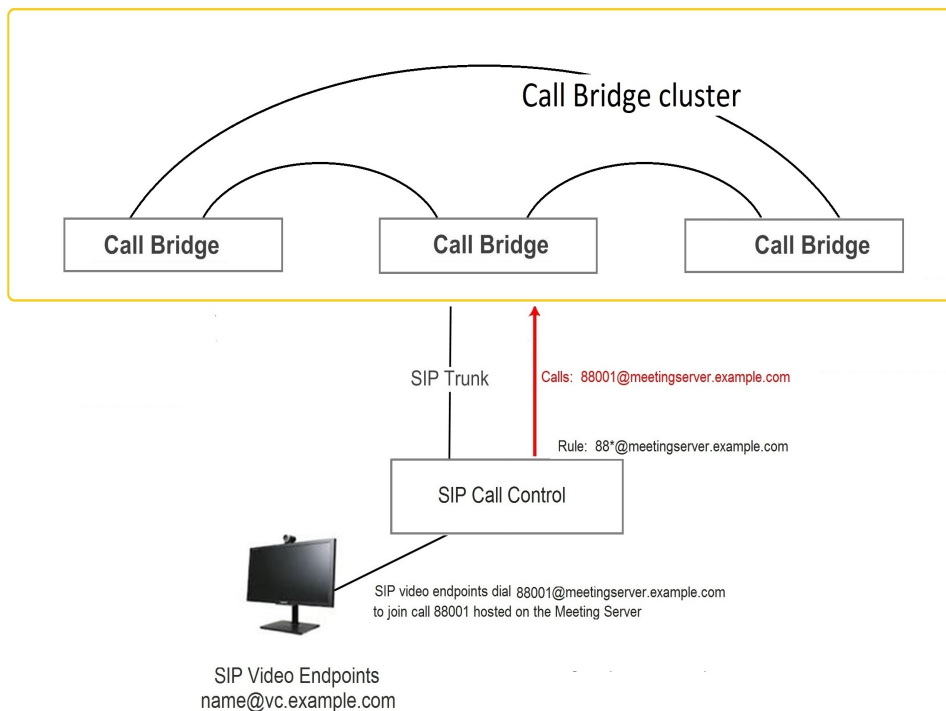 Call Bridge cluster
Call Bridge
Call Bridge
Call Bridge
SIP Trunk
Calls: 88001@meetingserver.example.com
Rule: 88*@meetingserver.example.com
SIP Call Control
SIP video endpoints dial 88001@meetingserver.example.com
to join call 88001 hosted on the Meeting Server
SIP Video Endpoints
name@vc.example.com